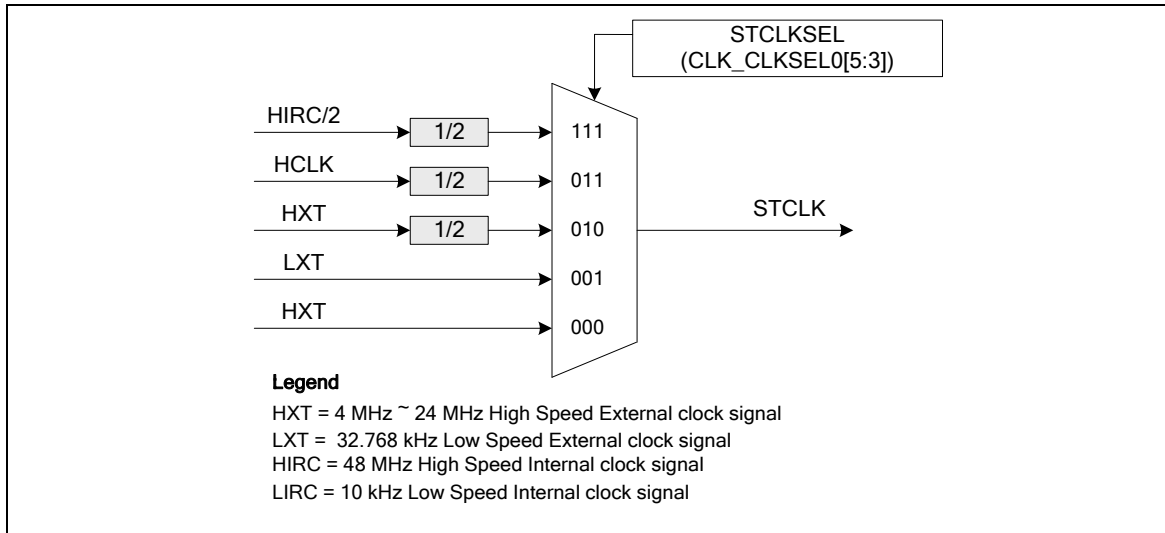 STCLKSEL
(CLK_CLKSEL0[5:3])
HIRC/2
1/2
111
HCLK
1/2
011
HXT
1/2
010
STCLK
LXT
001
HXT
000
Legend
HXT = 4 MHz ~ 24 MHz High Speed External clock signal
LXT = 32.768 kHz Low Speed External clock signal
HIRC = 48 MHz High Speed Internal clock signal
LIRC = 10 kHz Low Speed Internal clock signal